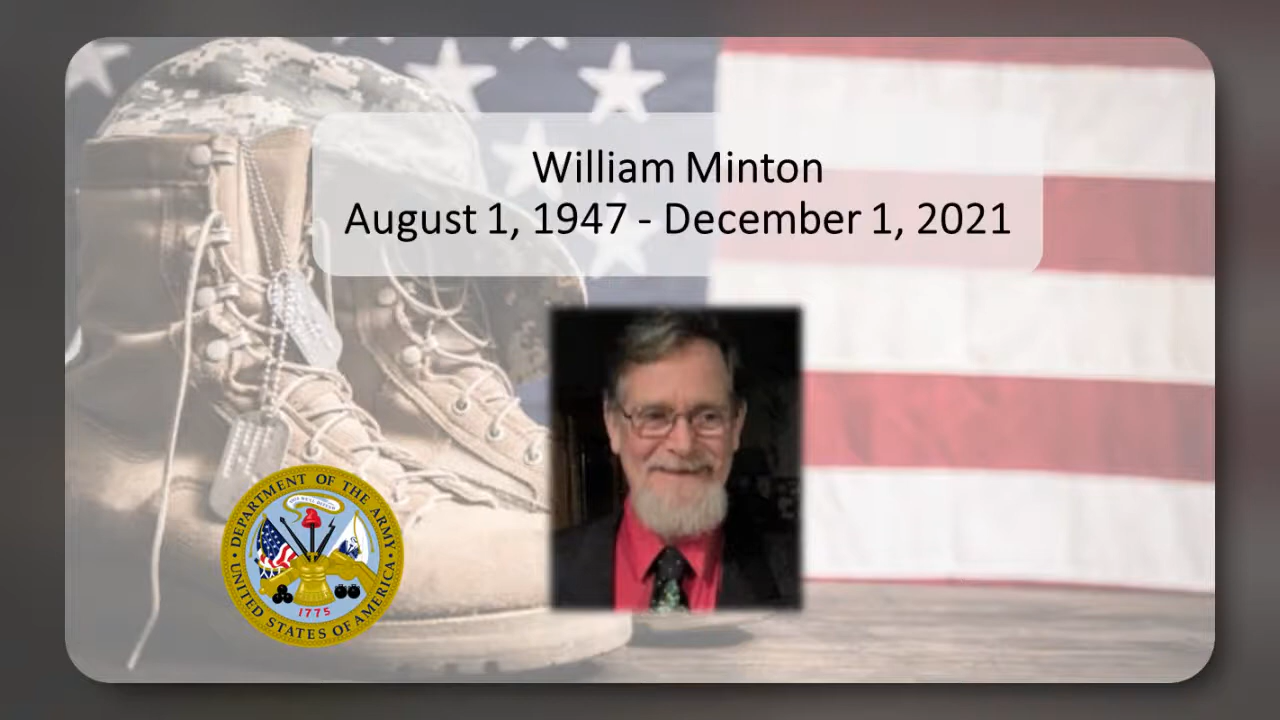 William Minton
August 1, 1947 - December 1, 2021
DEPARTMENT OF THE ARMY
UNITED STATES OF AMERICA
1775